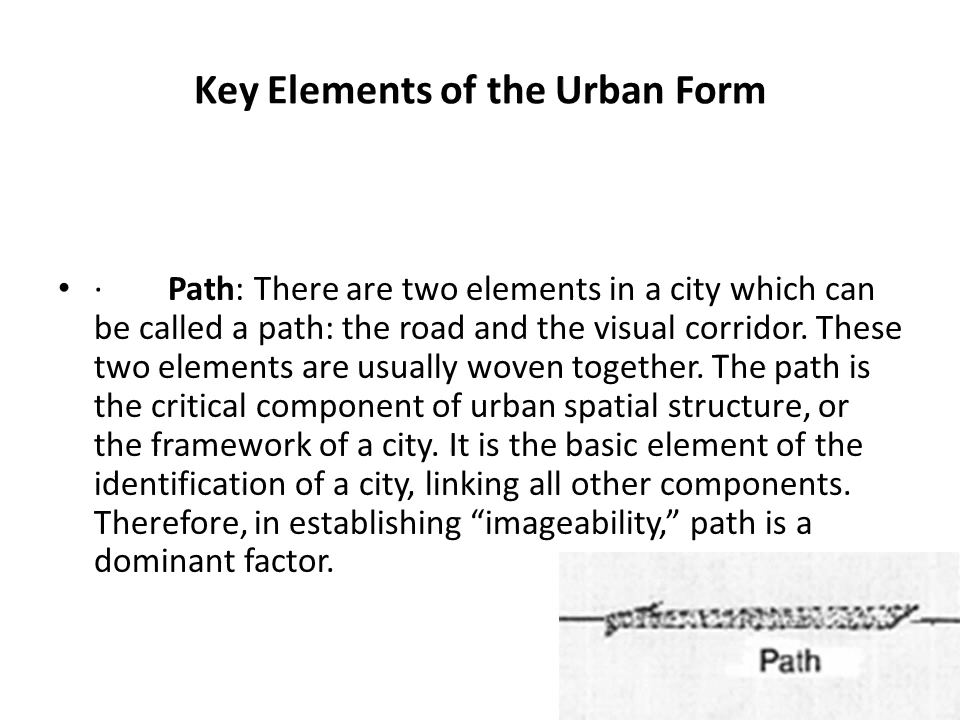 Key Elements of the Urban Form
• · Path: There are two elements in a city which can
be called a path: the road and the visual corridor. These
two elements are usually woven together. The path is
the critical component of urban spatial structure, or
the framework of a city. It is the basic element of the
identification of a city, linking all other components.
Therefore, in establishing “imageability,” path is a
dominant factor.
Path